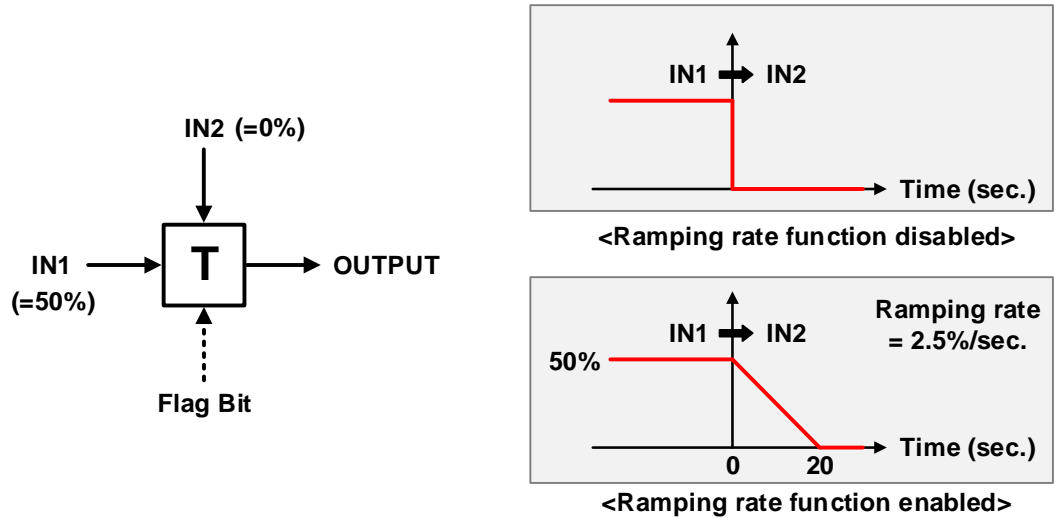 IN2 (=0%)
IN1
(=50%)
T
OUTPUT
Flag Bit
IN1 IN2
Time (sec.)
<Ramping rate function disabled>
Ramping rate
= 2.5%/sec.
IN1 IN2
50%
Time (sec.)
0 20
<Ramping rate function enabled>